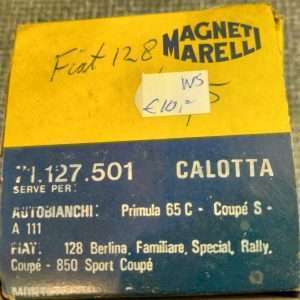 MAGNETI
MARELLI
Fiat 128
WS
€10,-
5
71.127.501 CALOTTA
SERVE PER:
AUTOBIANCHI: Primula 65 C - Coupé S -
A 111
FIAT: 128 Berlina, Familiare, Special, Rally,
Coupé - 850 Sport Coupé